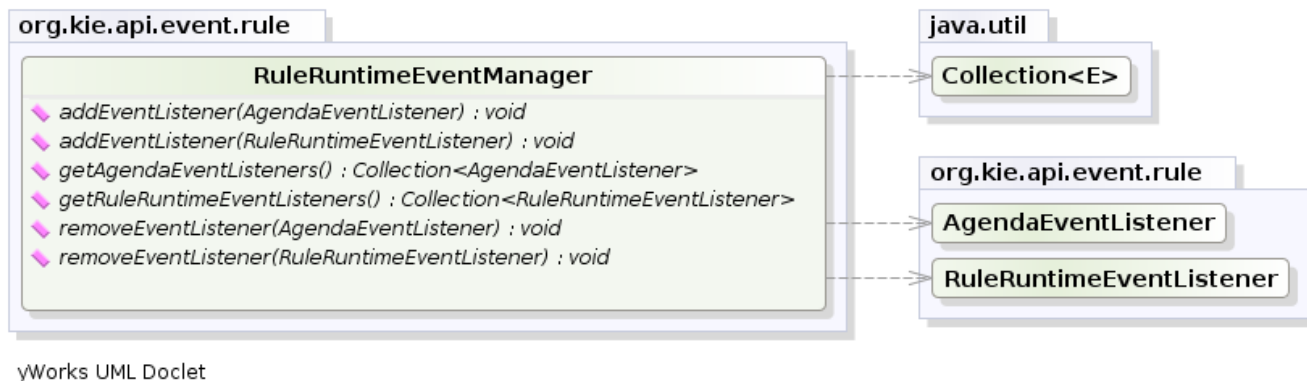 org.kie.api.event.rule
RuleRuntimeEventManager
addEventListener(AgendaEventListener) : void
addEventListener(RuleRuntimeEventListener) : void
getAgendaEventListeners() : Collection<AgendaEventListener>
getRuleRuntimeEventListeners() : Collection<RuleRuntimeEventListener>
removeEventListener(AgendaEventListener) : void
removeEventListener(RuleRuntimeEventListener) : void
java.util
Collection<E>
org.kie.api.event.rule
AgendaEventListener
RuleRuntimeEventListener
yWorks UML Doclet